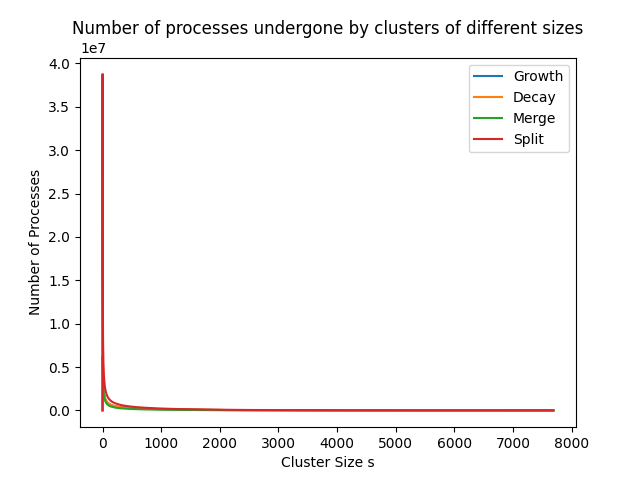 Number of processes undergone by clusters of different sizes
1e7
4.0
3.5
3.0
2.5
2.0
1.5
1.0
0.5
0.0
Number of Processes
Growth
Decay
Merge
Split
0 1000 2000 3000 4000 5000 6000 7000 8000
Cluster Size s